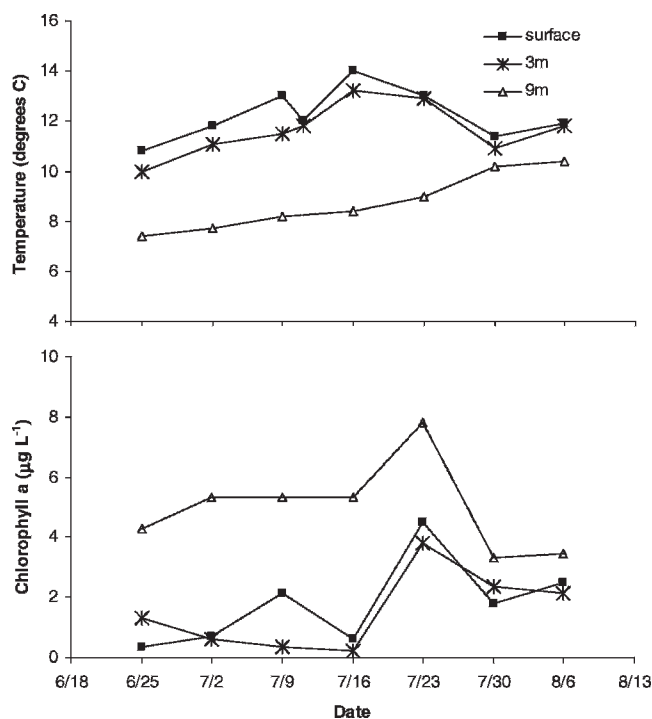 16
14
12
10
8
6
4
Temperature (degrees C)
surface
3m
9m
10
8
6
4
2
0
Chlorophyll a (µg L-1)
6/18 6/25 7/2 7/9 7/16 7/23 7/30 8/6 8/13
Date